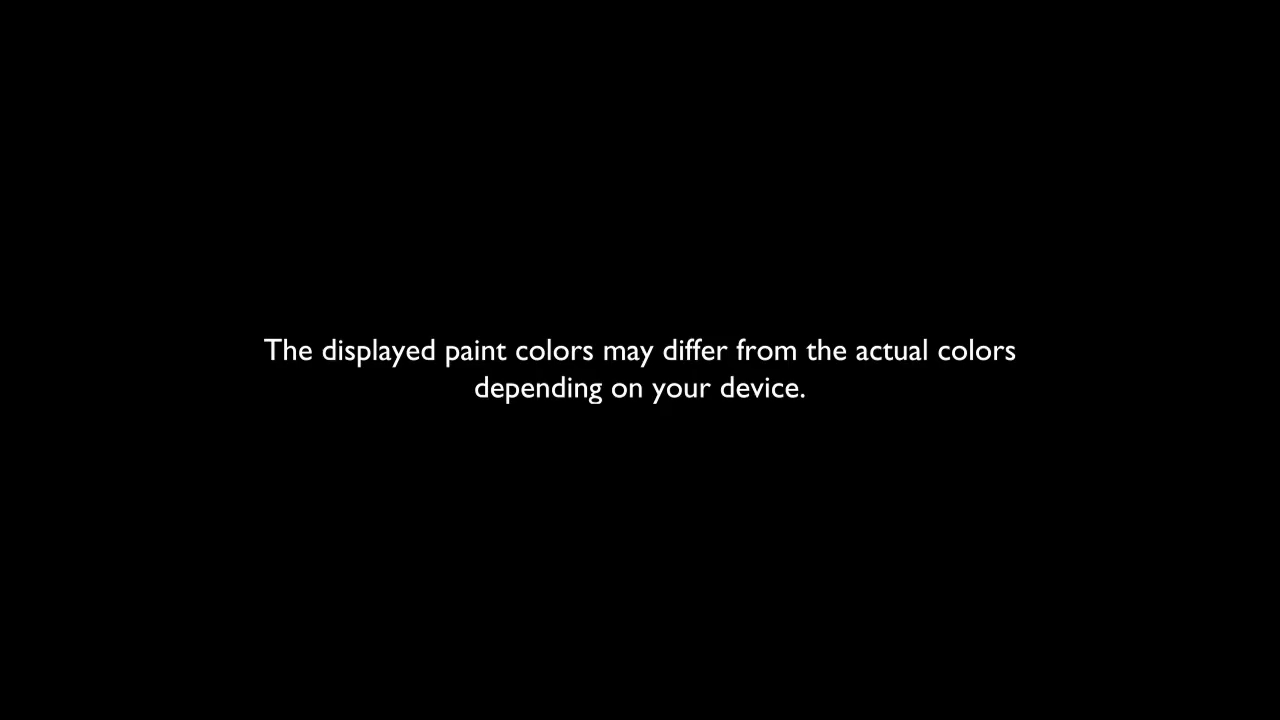 The displayed paint colors may differ from the actual colors
depending on your device.